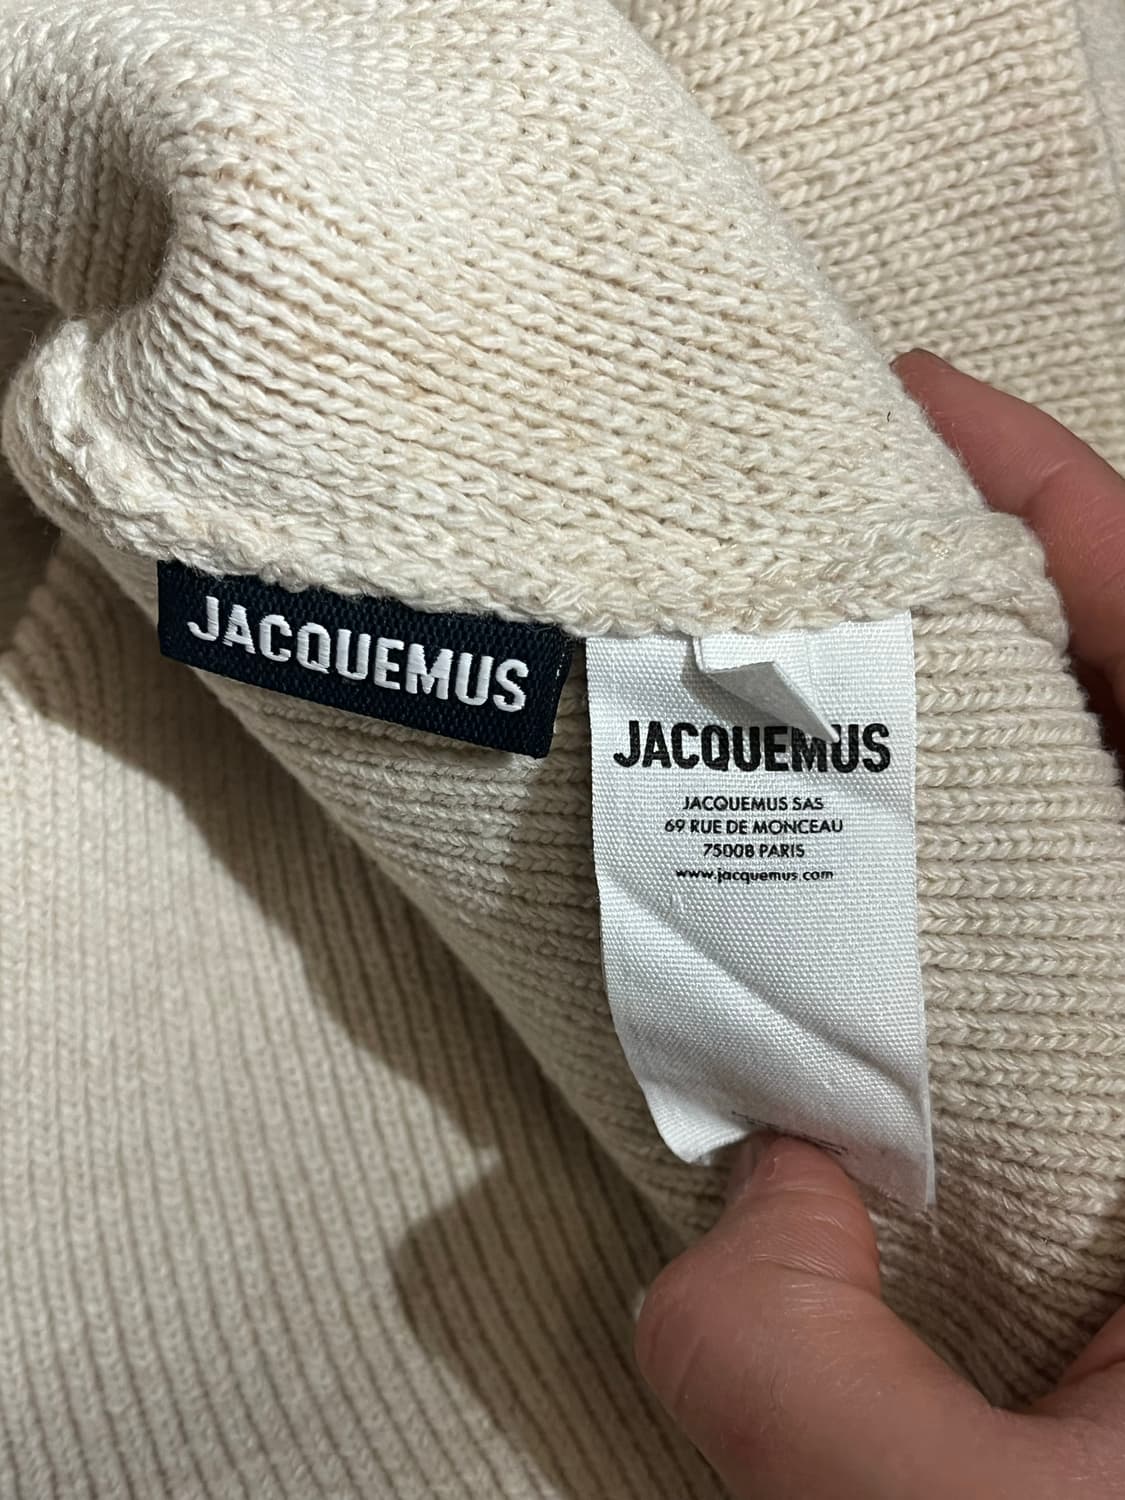 JACQUEMUS
JACQUEMUS
JACQUEMUS SAS
69 RUE DE MONCEAU
75008 PARIS
www.jacquemus.com